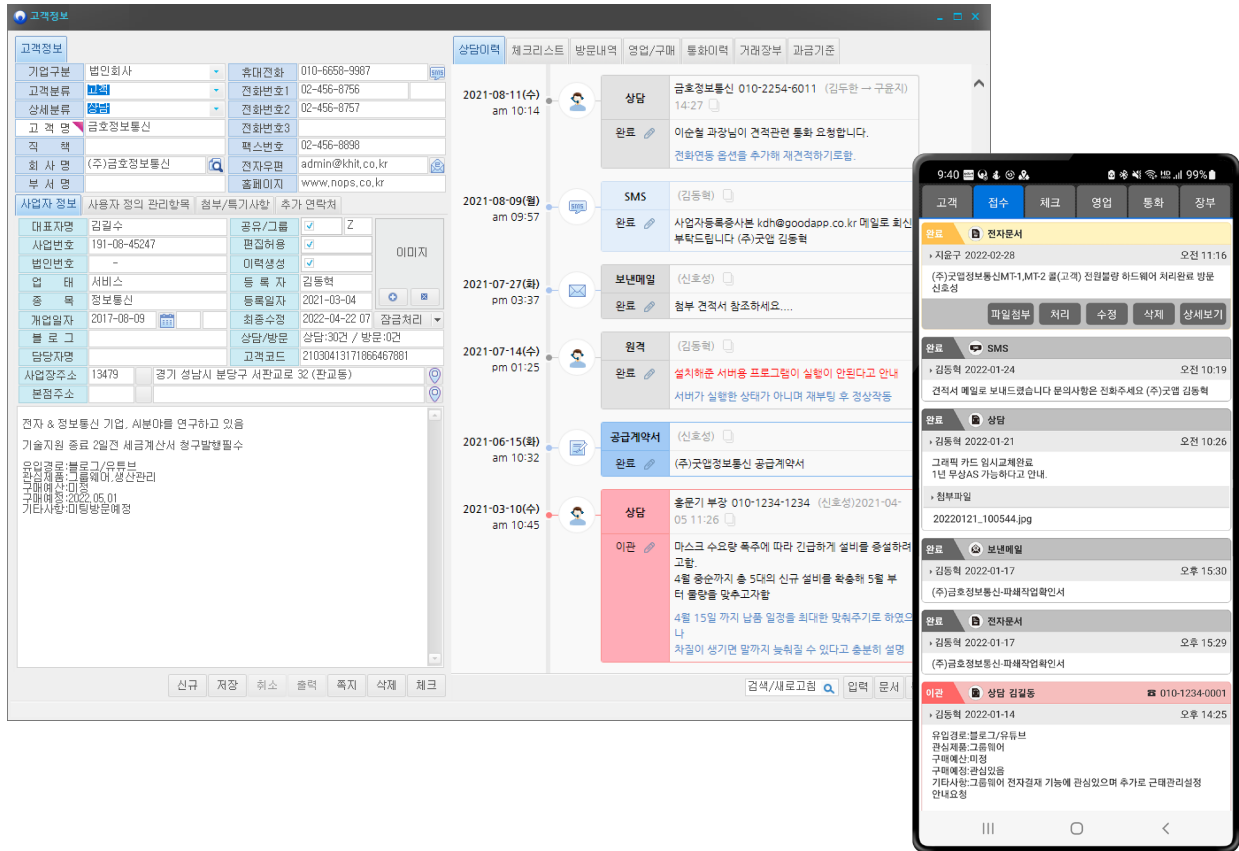 고객정보
고객정보
기업구분 법인회사 휴대전화 010-6658-9987
고객분류 고객 전화번호1 02-456-8756
상세분류 상담 전화번호2 02-456-8757
고 객 명 금호정보통신 전화번호3
직 책 팩스번호 02-456-8898
회 사 명 (주)금호정보통신 전자우편 admin@khit.co.kr
부 서 명 홈페이지 www.nops.co.kr
사업자 정보 사용자 정의 관리항목 첨부/특기사항 추가 연락처
대표자명 김길수 공유/그룹 Z
사업번호 191-08-45247 편집허용
이미지
법인번호 - 이력생성
업 태 서비스 등 록 자 김동혁
종 목 정보통신 등록일자 2021-03-04
개업일자 2017-08-09 최종수정 2022-04-22 07 잠금처리
블 로 그 상담/방문 상담:30건 / 방문:0건
담당자명 고객코드 21030413171866467881
사업장주소 13479 경기 성남시 분당구 서판교로 32 (판교동)
본점주소
전자 & 정보통신 기업, AI분야를 연구하고 있음
기술지원 종료 2일전 세금계산서 청구발행필수
유입경로:블로그/유튜브
관심제품:그룹웨어,생산관리
구매예산:미정
구매예정:2022,05,01
기타사항:미팅방문예정
신규 저장 취소 출력 쪽지 삭제 체크
상담이력 체크리스트 방문내역 영업/구매 통화이력 거래장부 과금기준
2021-08-11(수)
am 10:14
상담
금호정보통신 010-2254-6011 (김두한 → 구윤지)
14:27
완료
이순철 과장님이 견적관련 통화 요청합니다.
전화연동 옵션을 추가해 재견적하기로함.
2021-08-09(월)
am 09:57
SMS
(김동혁)
완료
사업자등록증사본 kdh@goodapp.co.kr 메일로 회신
부탁드립니다 (주)굿앱 김동혁
2021-07-27(화)
pm 03:37
보낸메일
(신호성)
완료
첨부 견적서 참조하세요....
2021-07-14(수)
pm 01:25
원격
(김동혁)
완료
설치해준 서버용 프로그램이 실행이 안된다고 안내
서버가 실행한 상태가 아니며 재부팅 후 정상작동
2021-06-15(화)
am 10:32
공급계약서
(신호성)
완료
(주)굿앱정보통신 공급계약서
2021-03-10(수)
am 10:45
상담
홍문기 부장 010-1234-1234 (신호성)2021-04-
05 11:26
이관
마스크 수요량 폭주에 따라 긴급하게 설비를 증설하려
고함.
4월 중순까지 총 5대의 신규 설비를 확충해 5월 부
터 물량을 맞추고자함
4월 15일 까지 납품 일정을 최대한 맞춰주기로 하였으
나
차질이 생기면 말까지 늦춰질 수 있다고 충분히 설명
검색/새로고침 입력 문서
9:40 99%
고객 접수 체크 영업 통화 장부
완료 전자문서
지윤구 2022-02-28 오전 11:16
(주)굿앱정보통신MT-1,MT-2 콜(고객) 전원불량 하드웨어 처리완료 방문
신호성
파일첨부 처리 수정 삭제 상세보기
완료 SMS
김동혁 2022-01-24 오전 10:19
견적서 메일로 보내드렸습니다 문의사항은 전화주세요 (주)굿앱 김동혁
완료 상담
김동혁 2022-01-21 오전 10:26
그래픽 카드 임시교체완료
1년 무상AS 가능하다고 안내.
첨부파일
20220121_100544.jpg
완료 보낸메일
김동혁 2022-01-17 오후 15:30
(주)금호정보통신-파쇄작업확인서
완료 전자문서
김동혁 2022-01-17 오후 15:29
(주)금호정보통신-파쇄작업확인서
이관 상담 김길동 ☎ 010-1234-0001
김동혁 2022-01-14 오후 14:25
유입경로:블로그/유튜브
관심제품:그룹웨어
구매예산:미정
구매예정:관심있음
기타사항:그룹웨어 전자결재 기능에 관심있으며 추가로 근태관리설정
안내요청